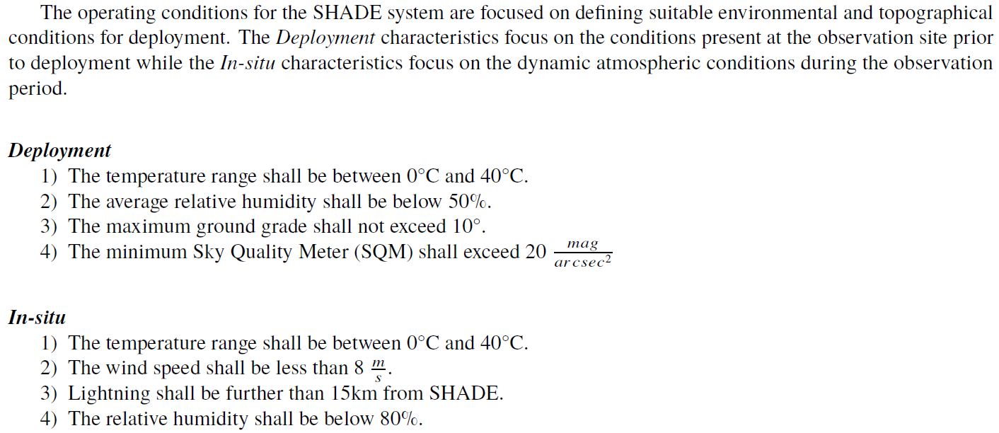 The operating conditions for the SHADE system are focused on defining suitable environmental and topographical
conditions for deployment. The Deployment characteristics focus on the conditions present at the observation site prior
to deployment while the In-situ characteristics focus on the dynamic atmospheric conditions during the observation
period.
Deployment
1) The temperature range shall be between 0°C and 40°C.
2) The average relative humidity shall be below 50%.
3) The maximum ground grade shall not exceed 10°.
4) The minimum Sky Quality Meter (SQM) shall exceed 20 mag/arcsec²
In-situ
1) The temperature range shall be between 0°C and 40°C.
2) The wind speed shall be less than 8 m/s.
3) Lightning shall be further than 15km from SHADE.
4) The relative humidity shall be below 80%.